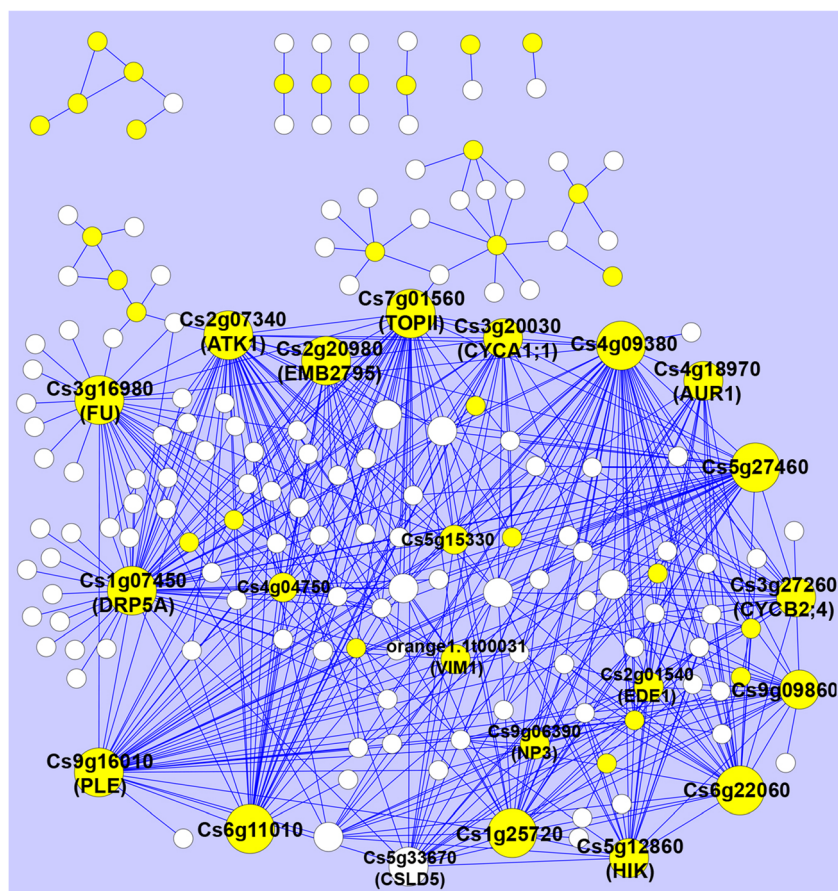 Cs7g01560
(TOPII)
Cs2g07340
(ATK1)
Cs3g20030
(CYCA1;1)
Cs2g20980
(EMB2795)
Cs4g09380
Cs4g18970
(AUR1)
Cs3g16980
(FU)
Cs5g27460
Cs5g15330
Cs1g07450
(DRP5A)
Cs4g04750
Cs3g27260
(CYCB2;4)
orange1.1t00031
(VIM1)
Cs2g01540
(EDE1)
Cs9g09860
Cs9g06390
(NP3)
Cs9g16010
(PLE)
Cs6g22060
Cs6g11010
Cs1g25720
Cs5g12860
(HIK)
Cs5g33670
(CSLD5)